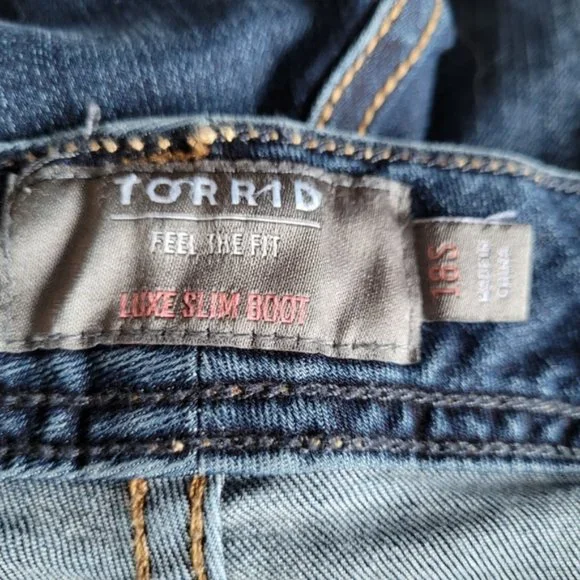 TORRID
FEEL THE FIT
LUXE SLIM BOOT
18S
MADE IN
CHINA